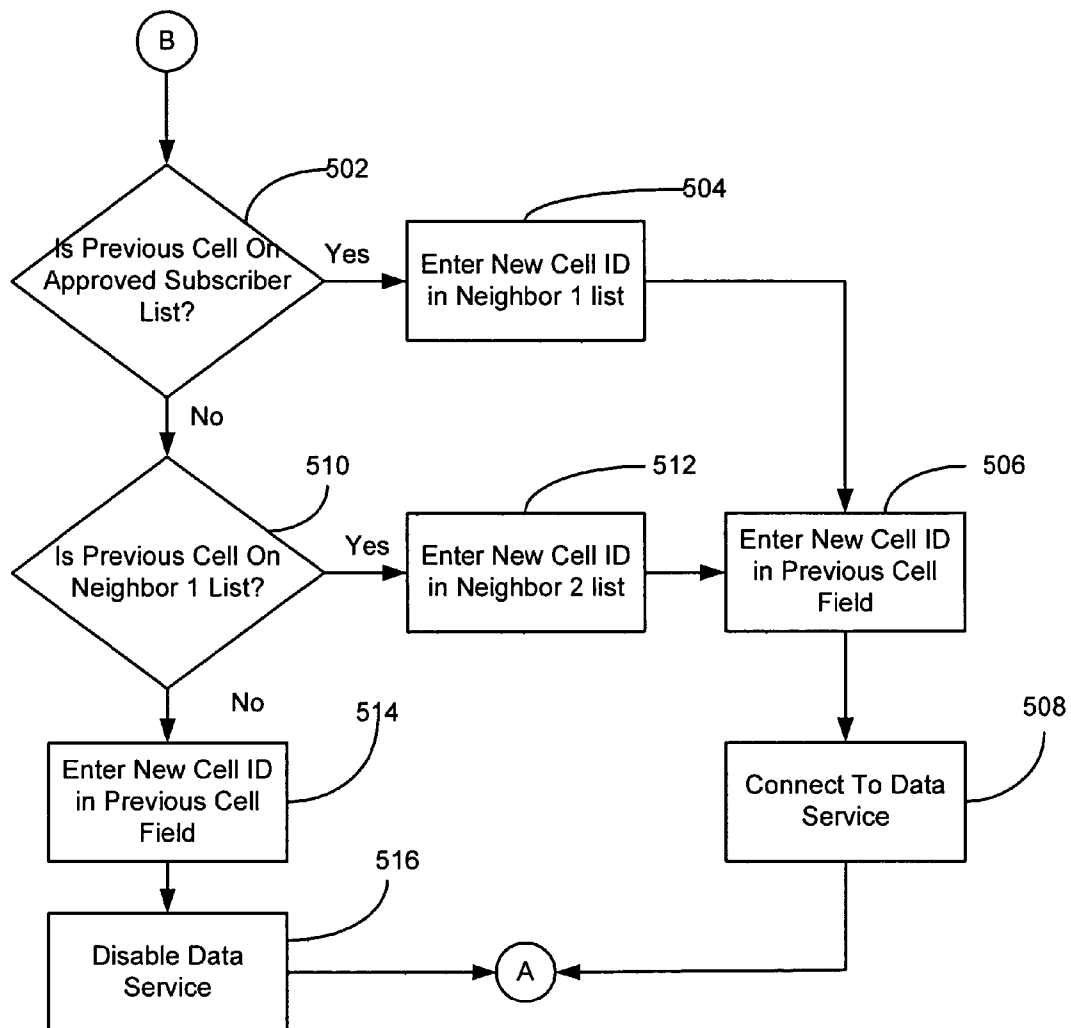 B
502
504
Is Previous Cell On
Approved Subscriber
List?
Yes
Enter New Cell ID
in Neighbor 1 list
No
510
512
506
Is Previous Cell On
Neighbor 1 List?
Yes
Enter New Cell ID
in Neighbor 2 list
Enter New Cell ID
in Previous Cell
Field
No
514
508
Enter New Cell ID
in Previous Cell
Field
Connect To Data
Service
516
Disable Data
Service
A